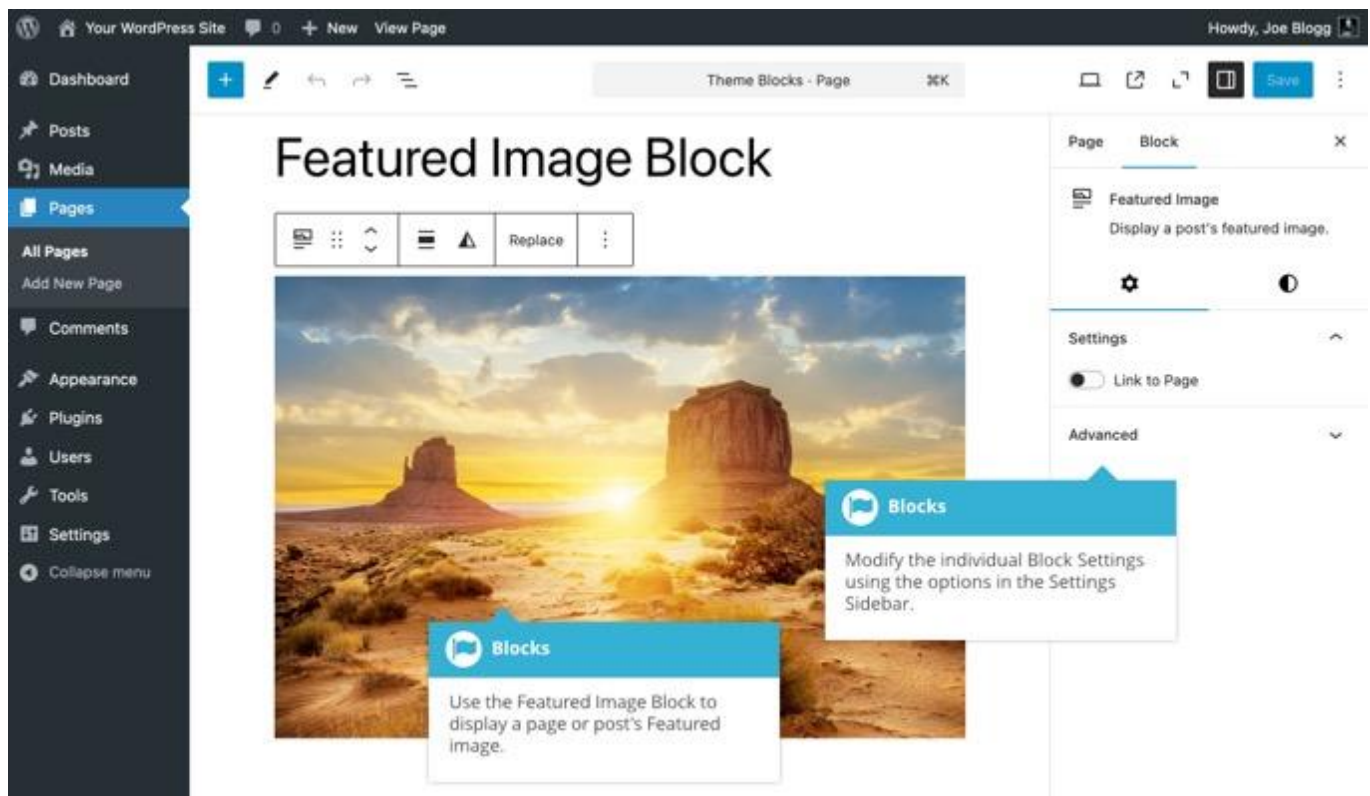 Your WordPress Site 0 + New View Page Howdy, Joe Blogg
Dashboard
Posts
Media
Pages
All Pages
Add New Page
Comments
Appearance
Plugins
Users
Tools
Settings
Collapse menu
Theme Blocks · Page ⌘K
Save
Featured Image Block
Replace
Page Block
Featured Image
Display a post's featured image.
Settings
Link to Page
Advanced
Blocks
Modify the individual Block Settings
using the options in the Settings
Sidebar.
Blocks
Use the Featured Image Block to
display a page or post's Featured
image.